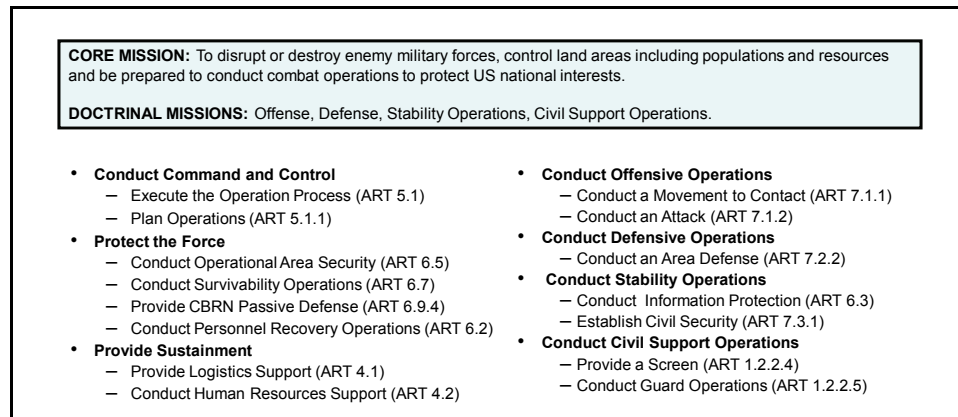 CORE MISSION: To disrupt or destroy enemy military forces, control land areas including populations and resources
and be prepared to conduct combat operations to protect US national interests.
DOCTRINAL MISSIONS: Offense, Defense, Stability Operations, Civil Support Operations.
• Conduct Command and Control
– Execute the Operation Process (ART 5.1)
– Plan Operations (ART 5.1.1)
• Protect the Force
– Conduct Operational Area Security (ART 6.5)
– Conduct Survivability Operations (ART 6.7)
– Provide CBRN Passive Defense (ART 6.9.4)
– Conduct Personnel Recovery Operations (ART 6.2)
• Provide Sustainment
– Provide Logistics Support (ART 4.1)
– Conduct Human Resources Support (ART 4.2)
• Conduct Offensive Operations
– Conduct a Movement to Contact (ART 7.1.1)
– Conduct an Attack (ART 7.1.2)
• Conduct Defensive Operations
– Conduct an Area Defense (ART 7.2.2)
• Conduct Stability Operations
– Conduct Information Protection (ART 6.3)
– Establish Civil Security (ART 7.3.1)
• Conduct Civil Support Operations
– Provide a Screen (ART 1.2.2.4)
– Conduct Guard Operations (ART 1.2.2.5)